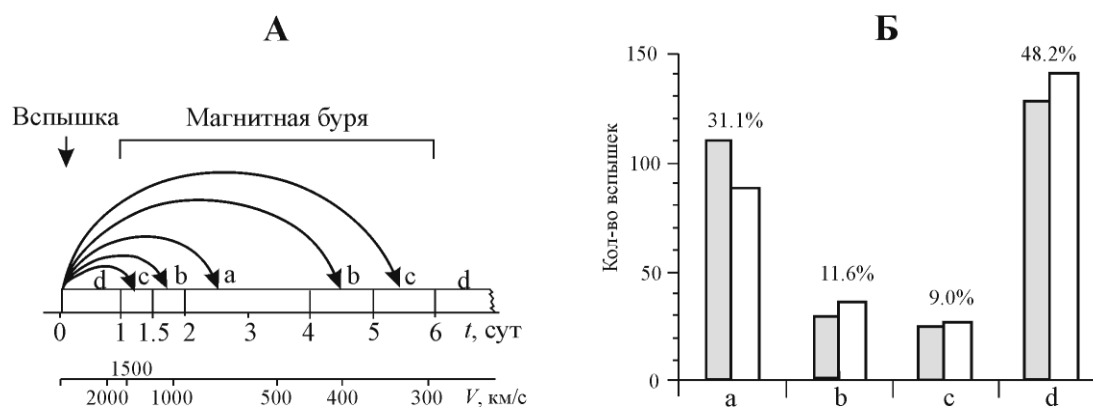 А
Вспышка
Магнитная буря
d c b a b c d
0 1 1.5 2 3 4 5 6 t, сут
1500
2000 1000 500 400 300 V, км/с
Б
Кол-во вспышек
150
100
50
0
31.1%
11.6%
9.0%
48.2%
a b c d